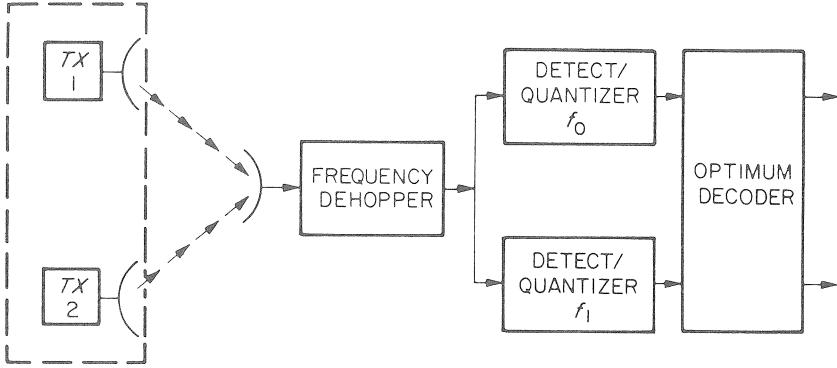 TX
1
TX
2
FREQUENCY
DEHOPPER
DETECT/
QUANTIZER
f0
DETECT/
QUANTIZER
f1
OPTIMUM
DECODER